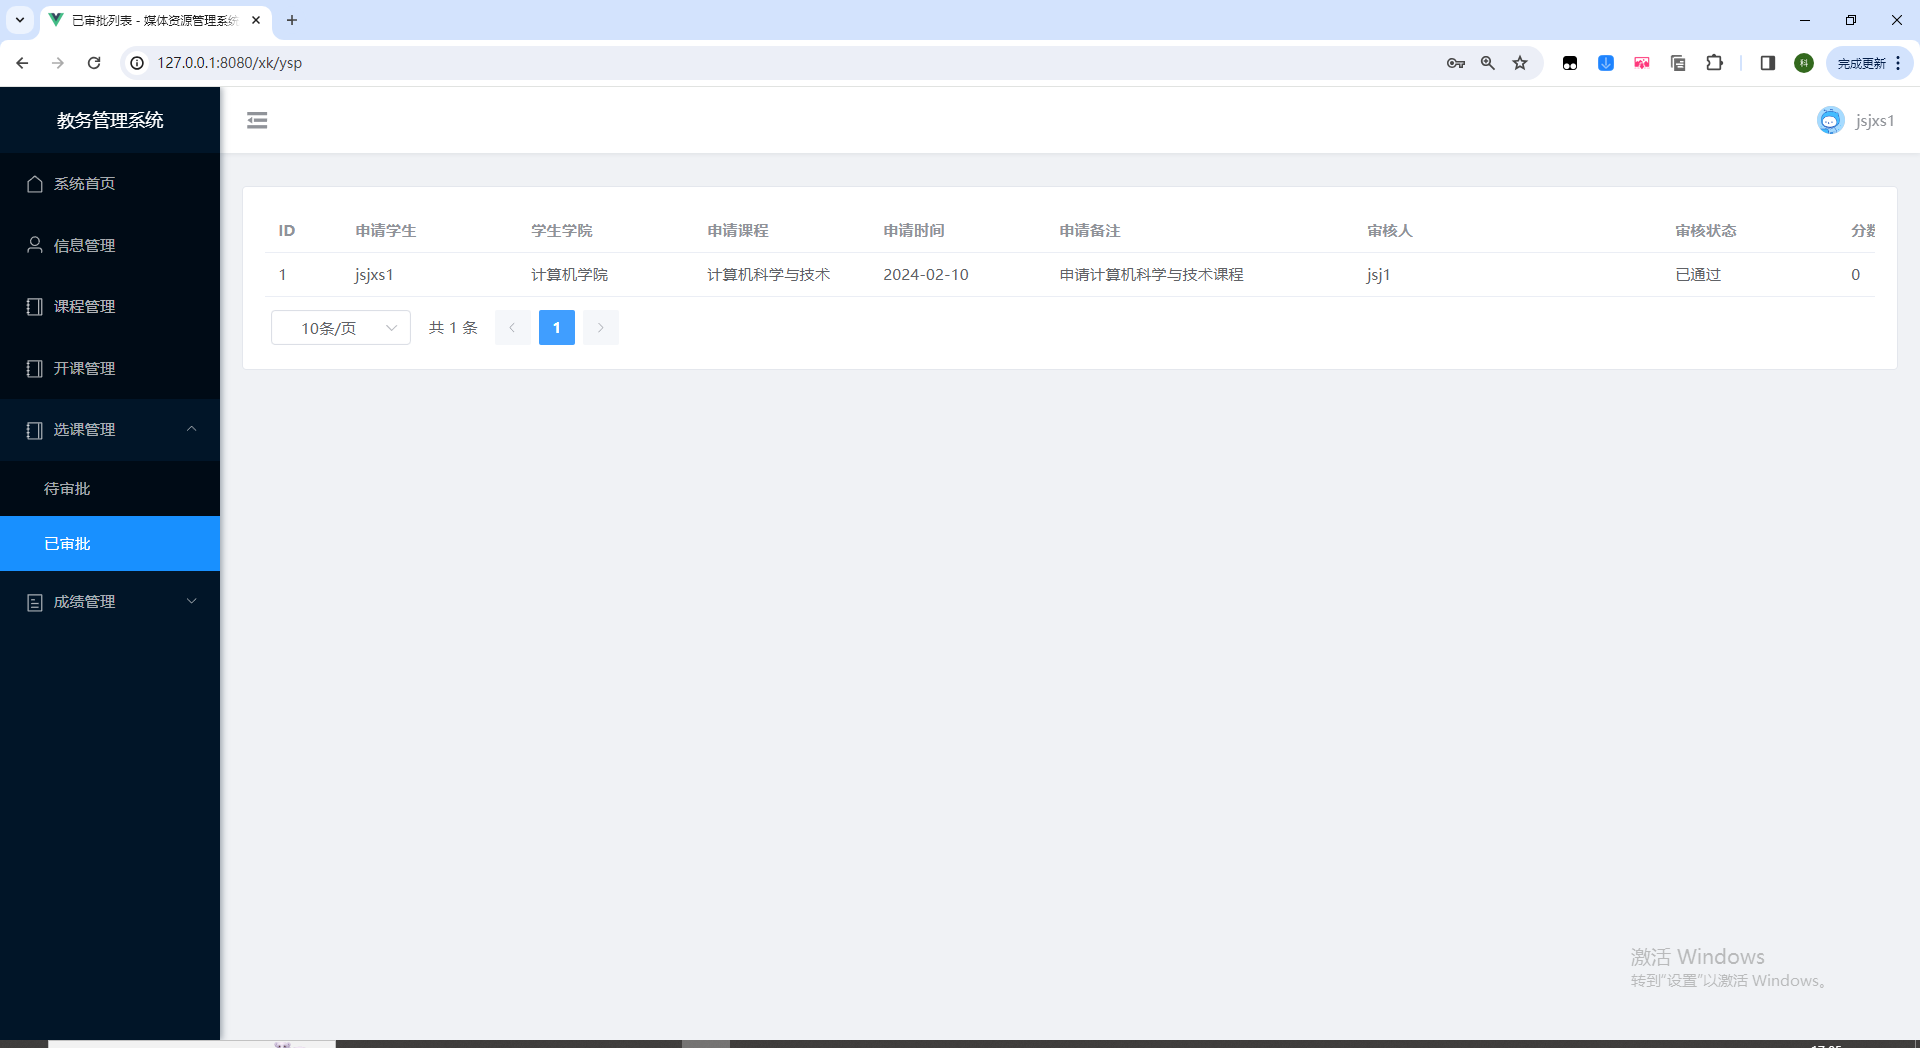 已审批列表 - 媒体资源管理系统
127.0.0.1:8080/xk/ysp
科
完成更新
教务管理系统
jsjxs1
系统首页
信息管理
课程管理
开课管理
选课管理
待审批
已审批
成绩管理
ID 申请学生 学生学院 申请课程 申请时间 申请备注 审核人 审核状态 分数
1 jsjxs1 计算机学院 计算机科学与技术 2024-02-10 申请计算机科学与技术课程 jsj1 已通过 0
10条/页 共 1 条 1
激活 Windows
转到"设置"以激活 Windows。